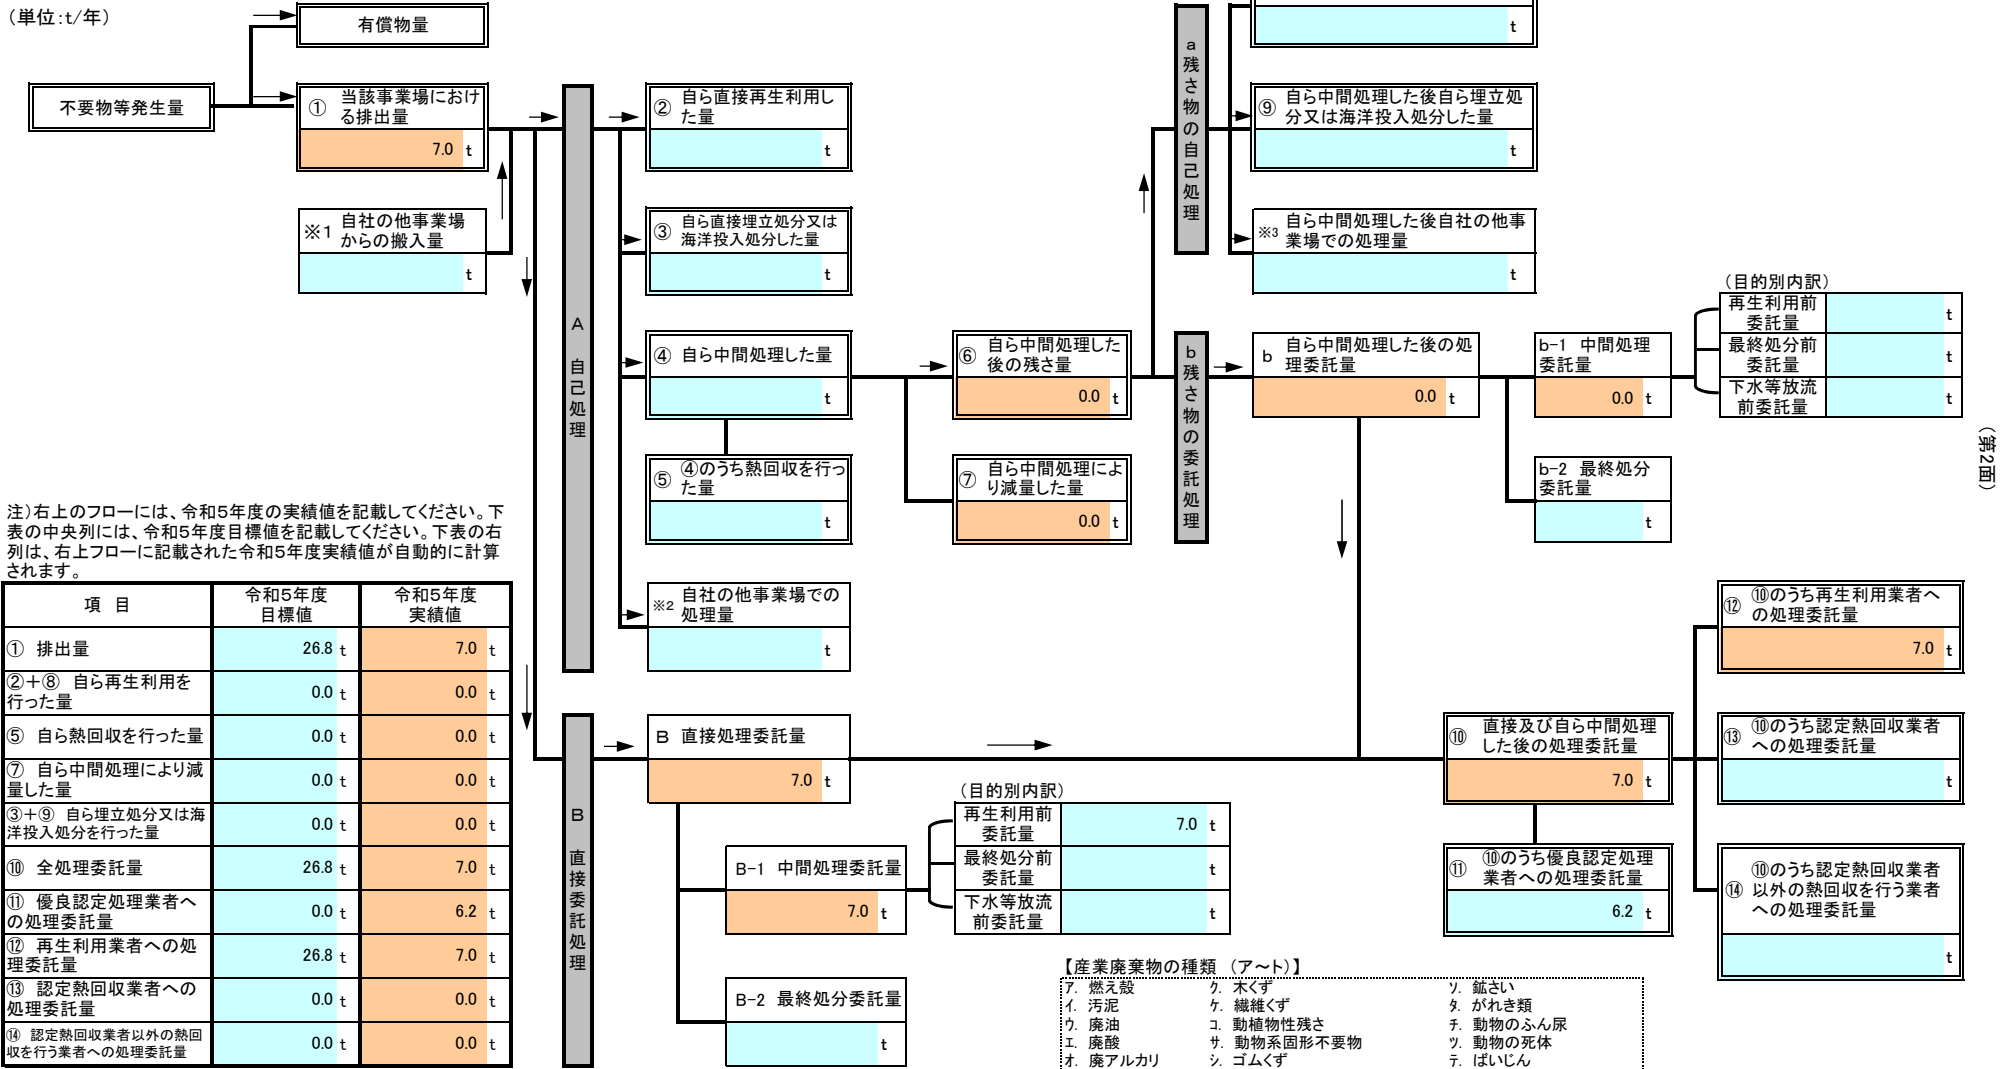 （単位：t/年）
有償物量
不要物等発生量
① 当該事業場におけ
る排出量
7.0 t
※1 自社の他事業場
からの搬入量
t
A 自己処理
② 自ら直接再生利用し
た量
t
③ 自ら直接埋立処分又は
海洋投入処分した量
t
④ 自ら中間処理した量
t
⑤ ④のうち熱回収を行っ
た量
t
※2 自社の他事業場での
処理量
t
⑥ 自ら中間処理した
後の残さ量
0.0 t
⑦ 自ら中間処理によ
り減量した量
0.0 t
a 残さ物の自己処理
t
⑨ 自ら中間処理した後自ら埋立処
分又は海洋投入処分した量
t
※3 自ら中間処理した後自社の他事
業場での処理量
t
b 残さ物の委託処理
b 自ら中間処理した後の処
理委託量
0.0 t
b-1 中間処理
委託量
0.0 t
b-2 最終処分
委託量
t
（目的別内訳）
再生利用前
委託量
t
最終処分前
委託量
t
下水等放流
前委託量
t
（第2面）
注）右上のフローには、令和5年度の実績値を記載してください。下
表の中央列には、令和5年度目標値を記載してください。下表の右
列は、右上フローに記載された令和5年度実績値が自動的に計算
されます。
項 目
令和5年度
目標値
令和5年度
実績値
① 排出量 26.8 t 7.0 t
②＋⑧ 自ら再生利用を
行った量 0.0 t 0.0 t
⑤ 自ら熱回収を行った量 0.0 t 0.0 t
⑦ 自ら中間処理により減
量した量 0.0 t 0.0 t
③＋⑨ 自ら埋立処分又は海
洋投入処分を行った量 0.0 t 0.0 t
⑩ 全処理委託量 26.8 t 7.0 t
⑪ 優良認定処理業者へ
の処理委託量 0.0 t 6.2 t
⑫ 再生利用業者への処
理委託量 26.8 t 7.0 t
⑬ 認定熱回収業者への
処理委託量 0.0 t 0.0 t
⑭ 認定熱回収業者以外の熱回
収を行う業者への処理委託量 0.0 t 0.0 t
B 直接委託処理
B 直接処理委託量
7.0 t
B-1 中間処理委託量
7.0 t
B-2 最終処分委託量
t
（目的別内訳）
再生利用前
委託量
7.0 t
最終処分前
委託量
t
下水等放流
前委託量
t
⑩ 直接及び自ら中間処理
した後の処理委託量
7.0 t
⑪ ⑩のうち優良認定処理
業者への処理委託量
6.2 t
⑫ ⑩のうち再生利用業者へ
の処理委託量
7.0 t
⑬ ⑩のうち認定熱回収業者
への処理委託量
t
⑭ ⑩のうち認定熱回収業者
以外の熱回収を行う業者
への処理委託量
t
【産業廃棄物の種類 （ア～ト）】
ア. 燃え殻 ク. 木くず ソ. 鉱さい
イ. 汚泥 ケ. 繊維くず タ. がれき類
ウ. 廃油 コ. 動植物性残さ チ. 動物のふん尿
エ. 廃酸 サ. 動物系固形不要物 ツ. 動物の死体
オ. 廃アルカリ シ. ゴムくず テ. ばいじん